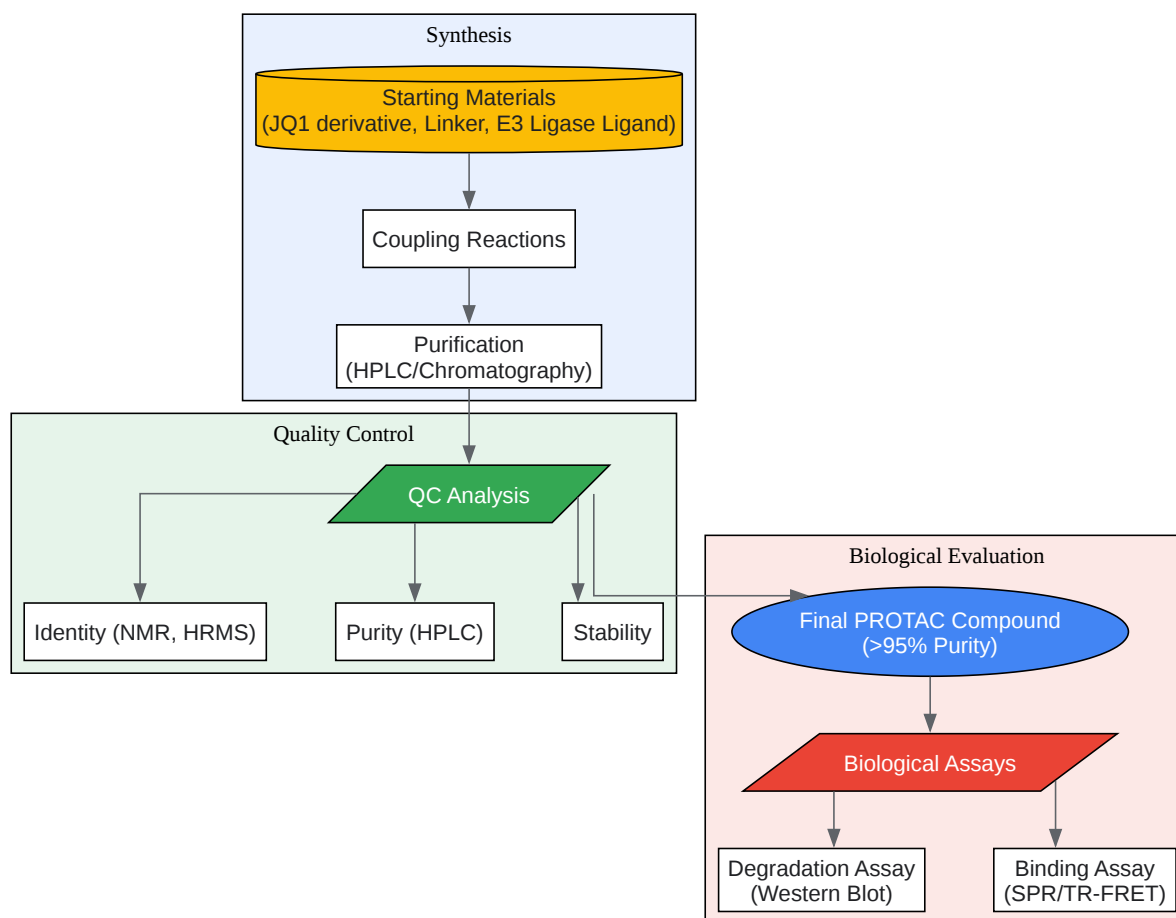 Synthesis
Starting Materials
(JQ1 derivative, Linker, E3 Ligase Ligand)
Coupling Reactions
Purification
(HPLC/Chromatography)
Quality Control
QC Analysis
Identity (NMR, HRMS)
Purity (HPLC)
Stability
Biological Evaluation
Final PROTAC Compound
(>95% Purity)
Biological Assays
Degradation Assay
(Western Blot)
Binding Assay
(SPR/TR-FRET)